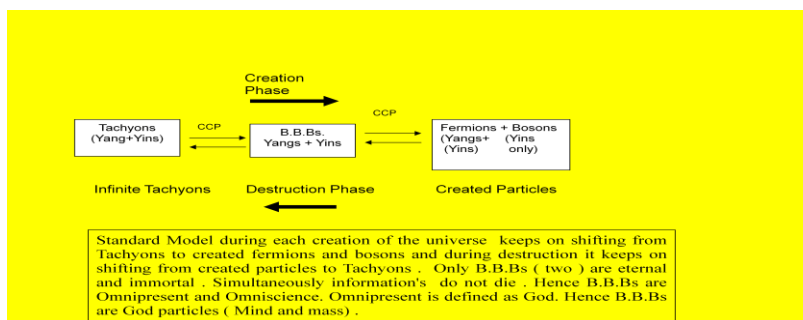 Creation
Phase
CCP
CCP
Tachyons
(Yang+Yins)
B.B.Bs.
Yangs + Yins
Fermions + Bosons
(Yangs+ (Yins
(Yins) only)
Infinite Tachyons
Destruction Phase
Created Particles
Standard Model during each creation of the universe keeps on shifting from
Tachyons to created fermions and bosons and during destruction it keeps on
shifting from created particles to Tachyons . Only B.B.Bs ( two ) are eternal
and immortal . Simultaneously information's do not die . Hence B.B.Bs are
Omnipresent and Omniscience. Omnipresent is defined as God. Hence B.B.Bs
are God particles ( Mind and mass) .